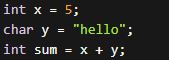 int x = 5;
char y = "hello";
int sum = x + y;